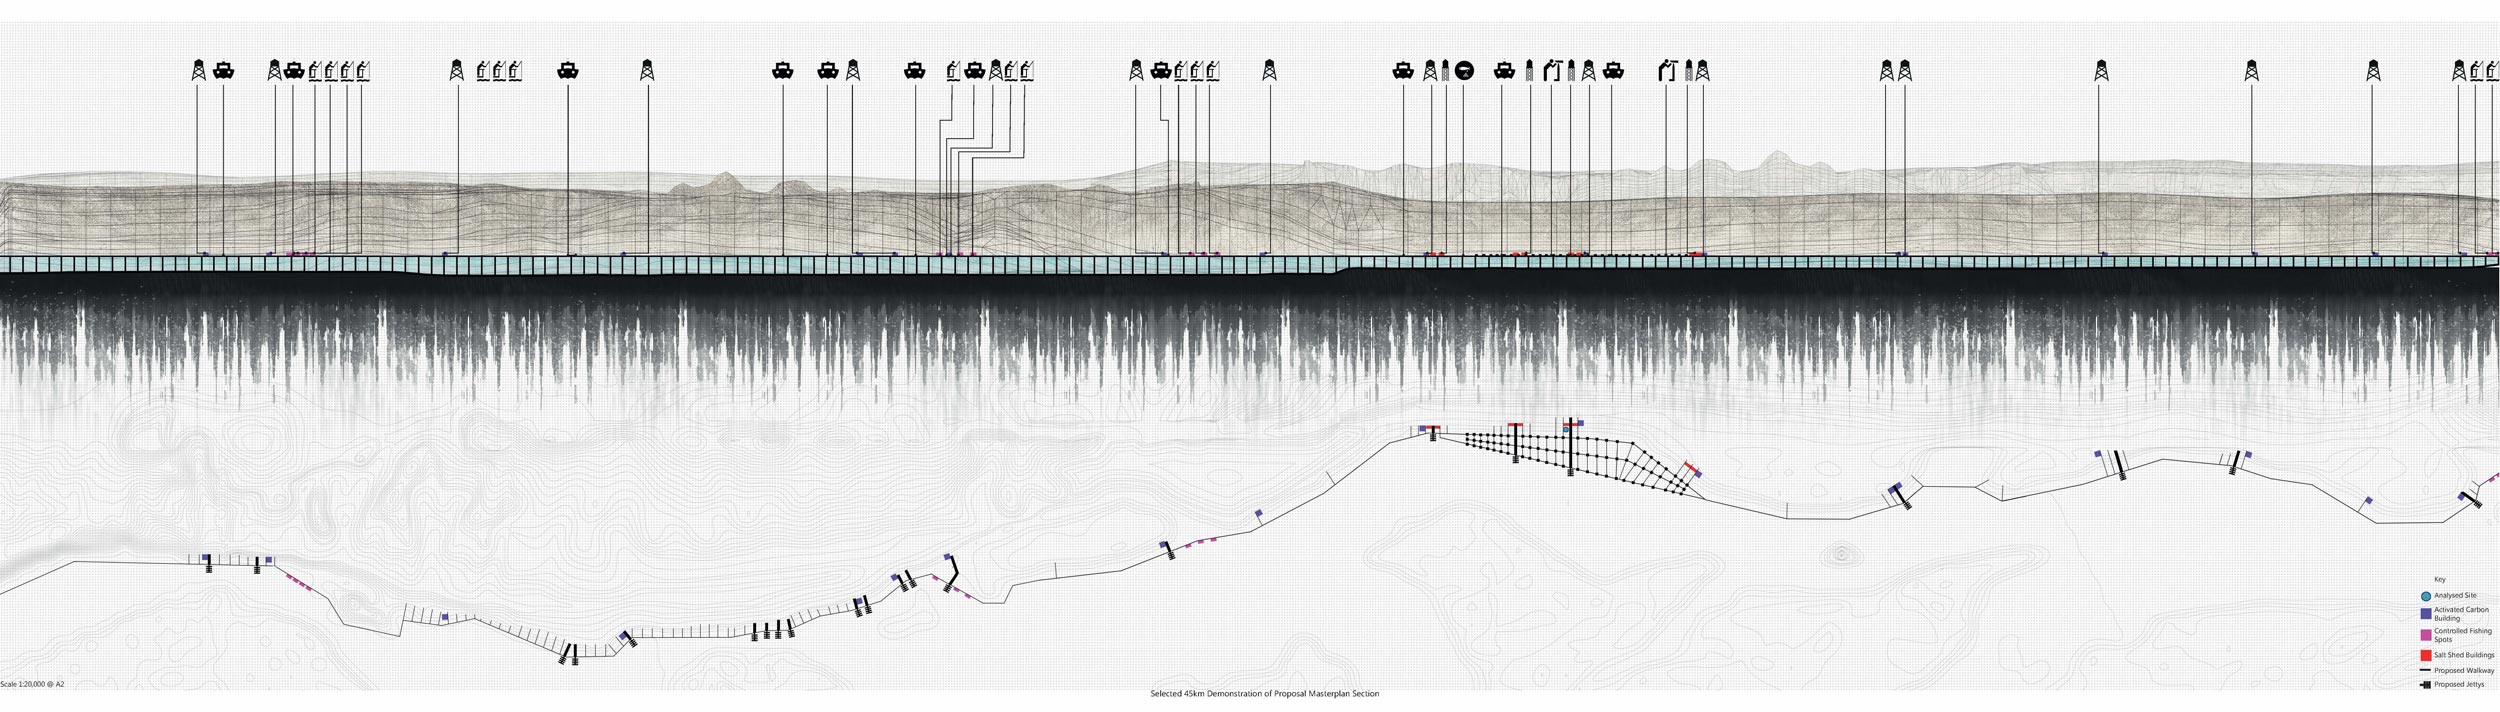 Key
Analysed Site
Activated Carbon
Building
Controlled Fishing
Spots
Salt Shed Buildings
Proposed Walkway
Proposed Jettys
Scale 1:20,000 @ A2
Selected 45km Demonstration of Proposal Masterplan Section